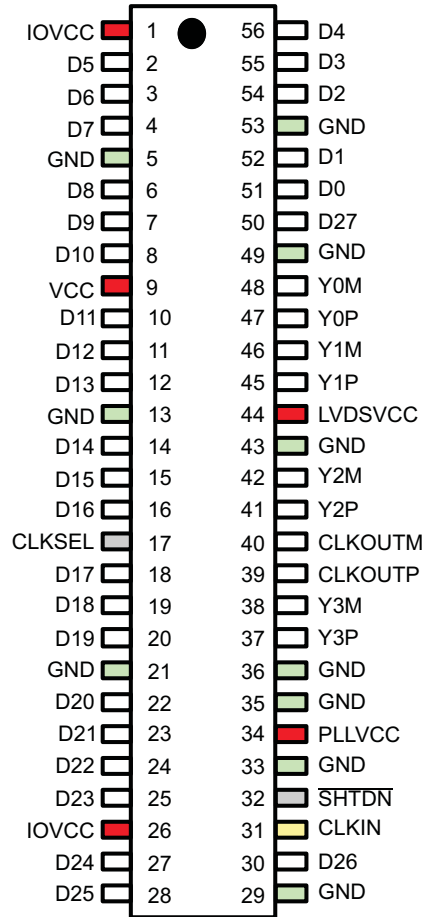 IOVCC 1 56 D4
D5 2 55 D3
D6 3 54 D2
D7 4 53 GND
GND 5 52 D1
D8 6 51 D0
D9 7 50 D27
D10 8 49 GND
VCC 9 48 Y0M
D11 10 47 Y0P
D12 11 46 Y1M
D13 12 45 Y1P
GND 13 44 LVDSVCC
D14 14 43 GND
D15 15 42 Y2M
D16 16 41 Y2P
CLKSEL 17 40 CLKOUTM
D17 18 39 CLKOUTP
D18 19 38 Y3M
D19 20 37 Y3P
GND 21 36 GND
D20 22 35 GND
D21 23 34 PLLVCC
D22 24 33 GND
D23 25 32 SHTDN
IOVCC 26 31 CLKIN
D24 27 30 D26
D25 28 29 GND